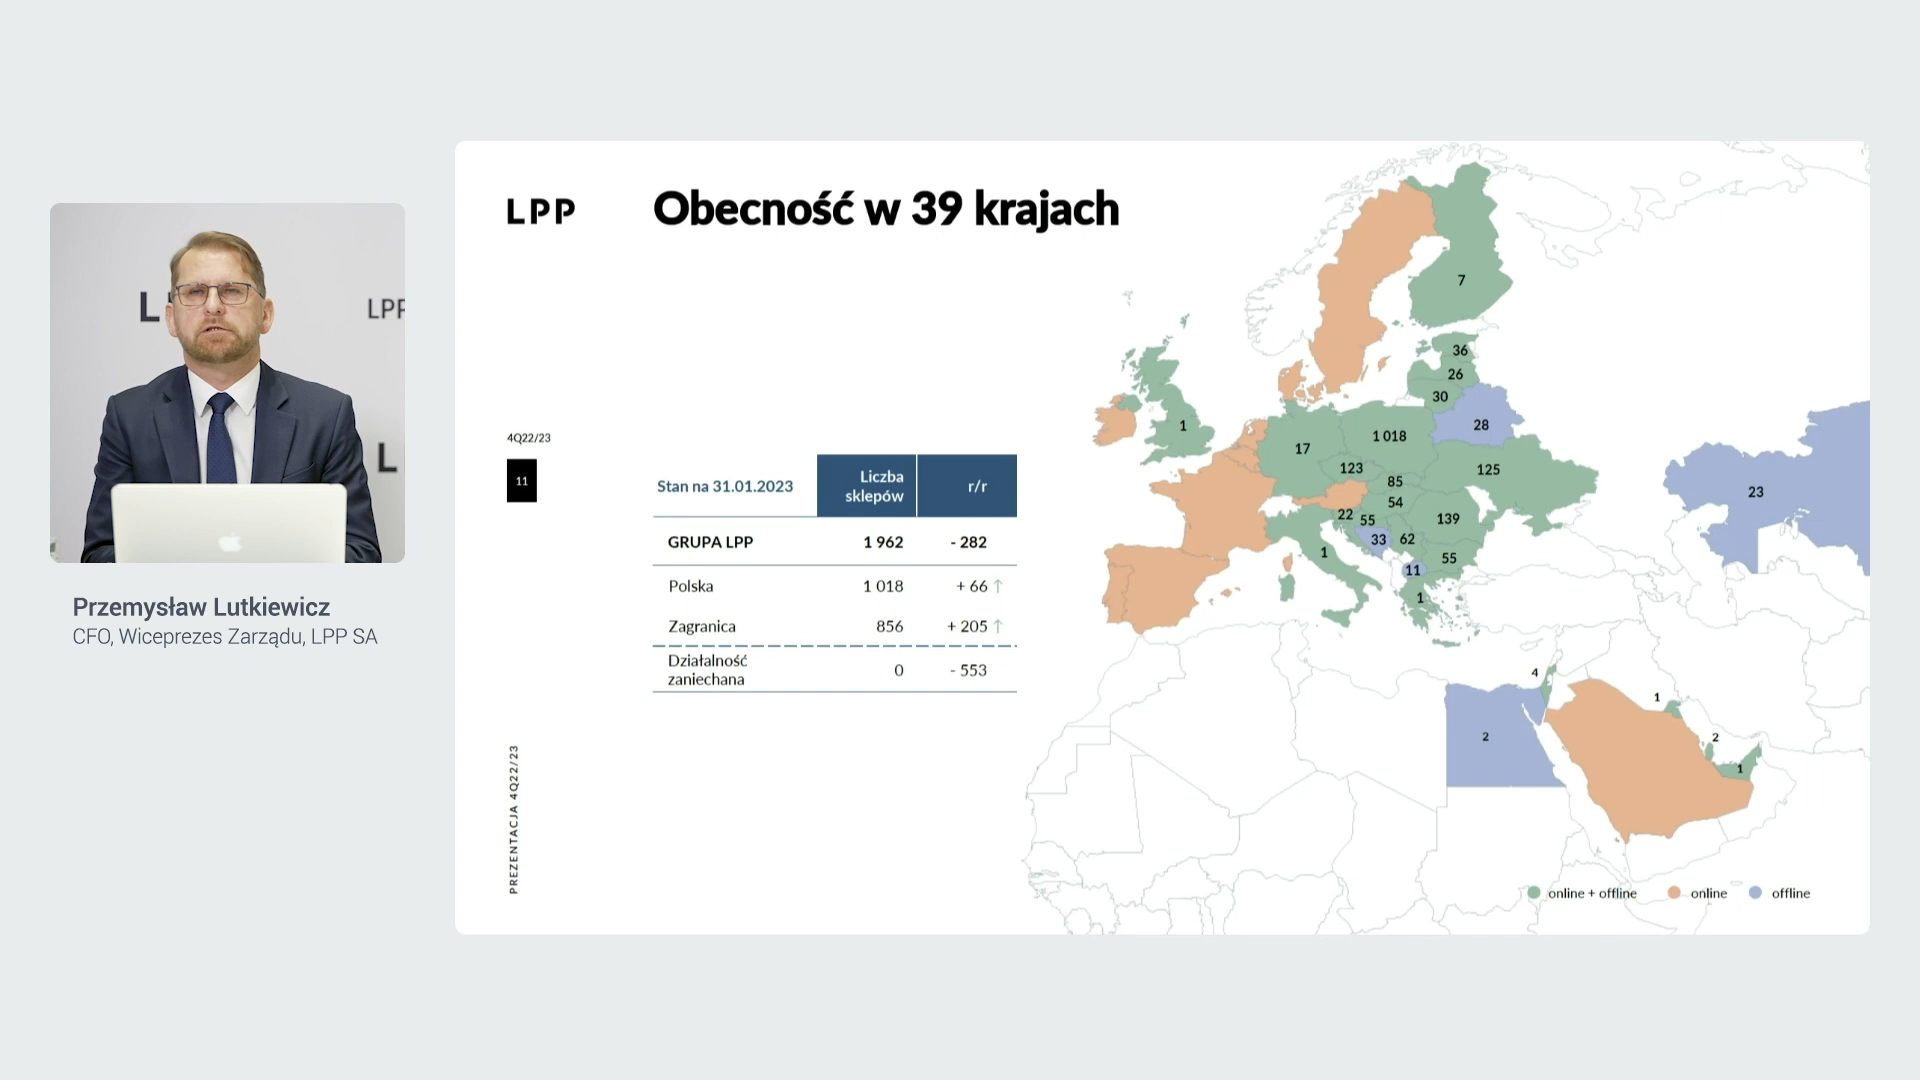 L
LPP
L
Przemysław Lutkiewicz
CFO, Wiceprezes Zarządu, LPP SA
LPP
Obecność w 39 krajach
4Q22/23
11
PREZENTACJA 4Q22/23
Stan na 31.01.2023 Liczba sklepów r/r
GRUPA LPP 1 962 - 282
Polska 1 018 + 66 ↑
Zagranica 856 + 205 ↑
Działalność zaniechana 0 - 553
7
36
26
30
28
1
17
1 018
123
125
85
54
23
22
55
139
33
62
1
55
11
1
4
1
2
2
1
online + offline online offline